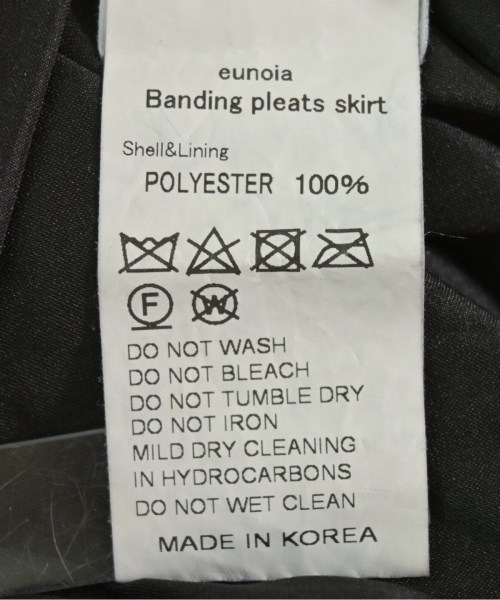 eunoia
Banding pleats skirt
Shell&Lining
POLYESTER 100%
F W
DO NOT WASH
DO NOT BLEACH
DO NOT TUMBLE DRY
DO NOT IRON
MILD DRY CLEANING
IN HYDROCARBONS
DO NOT WET CLEAN
MADE IN KOREA